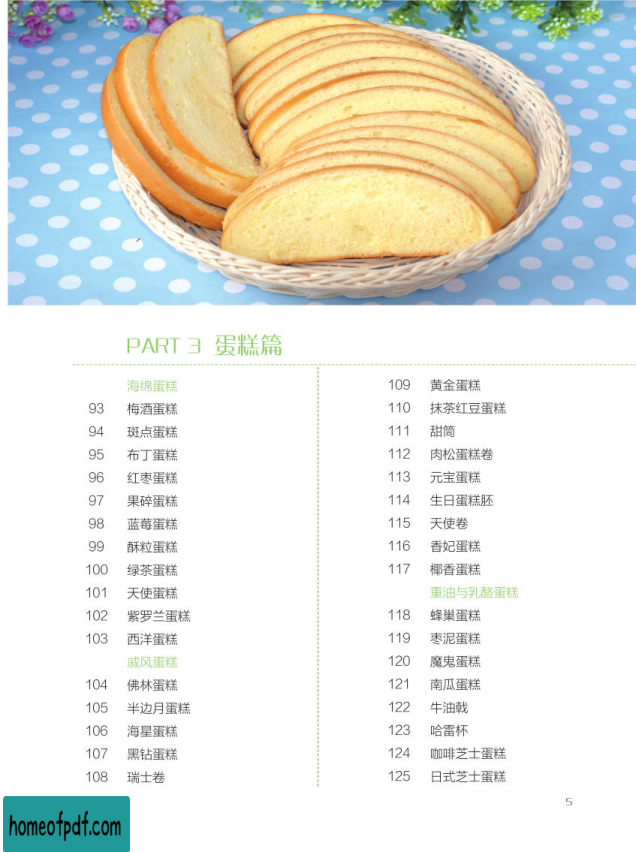 PART 3 蛋糕篇
海绵蛋糕
93 梅酒蛋糕
94 斑点蛋糕
95 布丁蛋糕
96 红枣蛋糕
97 果碎蛋糕
98 蓝莓蛋糕
99 酥粒蛋糕
100 绿茶蛋糕
101 天使蛋糕
102 紫罗兰蛋糕
103 西洋蛋糕
戚风蛋糕
104 佛林蛋糕
105 半边月蛋糕
106 海星蛋糕
107 黑钻蛋糕
108 瑞士卷
109 黄金蛋糕
110 抹茶红豆蛋糕
111 甜筒
112 肉松蛋糕卷
113 元宝蛋糕
114 生日蛋糕胚
115 天使卷
116 香妃蛋糕
117 椰香蛋糕
重油与乳酪蛋糕
118 蜂巢蛋糕
119 枣泥蛋糕
120 魔鬼蛋糕
121 南瓜蛋糕
122 牛油戟
123 哈雷杯
124 咖啡芝士蛋糕
125 日式芝士蛋糕
5
homeofpdf.com